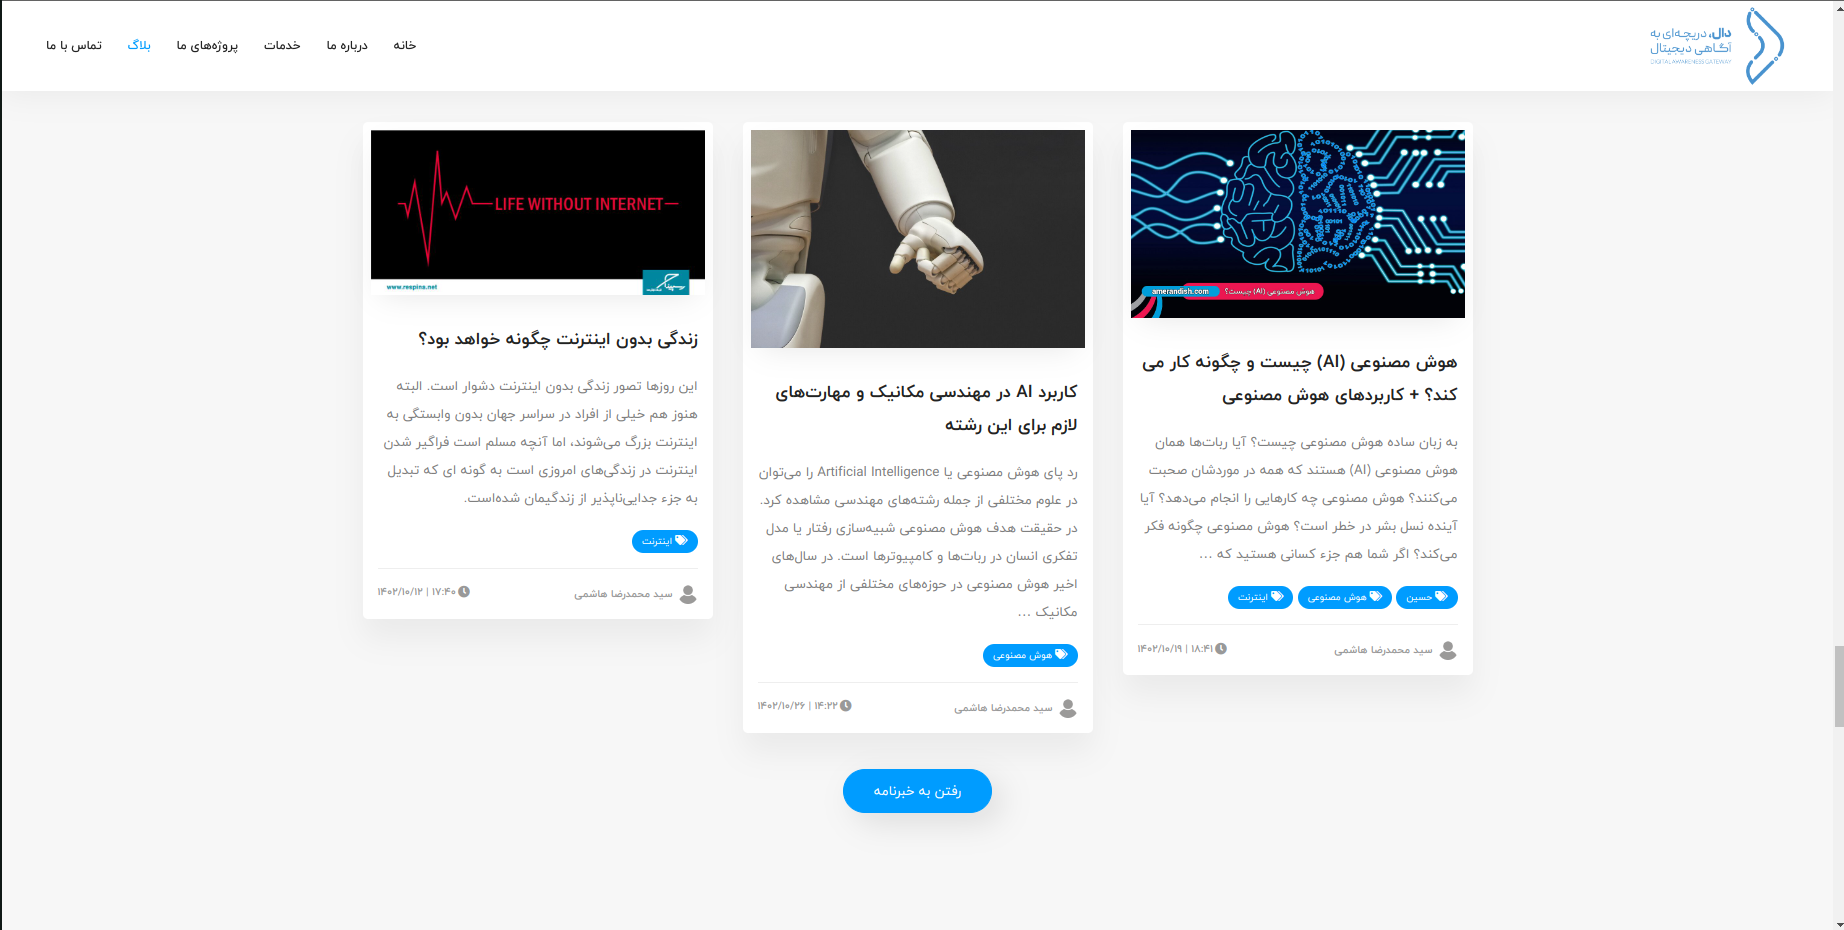 دال، دریچه‌ای به
آگاهی دیجیتال
DIGITAL AWARENESS GATEWAY
خانه
درباره ما
خدمات
پروژه‌های ما
بلاگ
تماس با ما
هوش مصنوعی (AI) چیست؟
amerandish.com
هوش مصنوعی (AI) چیست و چگونه کار می
کند؟ + کاربردهای هوش مصنوعی
به زبان ساده هوش مصنوعی چیست؟ آیا ربات‌ها همان
هوش مصنوعی (AI) هستند که همه در موردشان صحبت
می‌کنند؟ هوش مصنوعی چه کارهایی را انجام می‌دهد؟ آیا
آینده نسل بشر در خطر است؟ هوش مصنوعی چگونه فکر
می‌کند؟ اگر شما هم جزء کسانی هستید که ...
حسین
هوش مصنوعی
اینترنت
سید محمدرضا هاشمی
۱۸:۴۱ | ۱۴۰۲/۱۰/۱۹
کاربرد AI در مهندسی مکانیک و مهارت‌های
لازم برای این رشته
رد پای هوش مصنوعی یا Artificial Intelligence را می‌توان
در علوم مختلفی از جمله رشته‌های مهندسی مشاهده کرد.
در حقیقت هدف هوش مصنوعی شبیه‌سازی رفتار یا مدل
تفکری انسان در ربات‌ها و کامپیوترها است. در سال‌های
اخیر هوش مصنوعی در حوزه‌های مختلفی از مهندسی
مکانیک ...
هوش مصنوعی
سید محمدرضا هاشمی
۱۴:۲۲ | ۱۴۰۲/۱۰/۲۶
LIFE WITHOUT INTERNET
www.respina.net
زندگی بدون اینترنت چگونه خواهد بود؟
این روزها تصور زندگی بدون اینترنت دشوار است. البته
هنوز هم خیلی از افراد در سراسر جهان بدون وابستگی به
اینترنت بزرگ می‌شوند، اما آنچه مسلم است فراگیر شدن
اینترنت در زندگی‌های امروزی است به گونه ای که تبدیل
به جزء جدایی‌ناپذیر از زندگیمان شده‌است.
اینترنت
سید محمدرضا هاشمی
۱۷:۴۰ | ۱۴۰۲/۱۰/۱۲
رفتن به خبرنامه